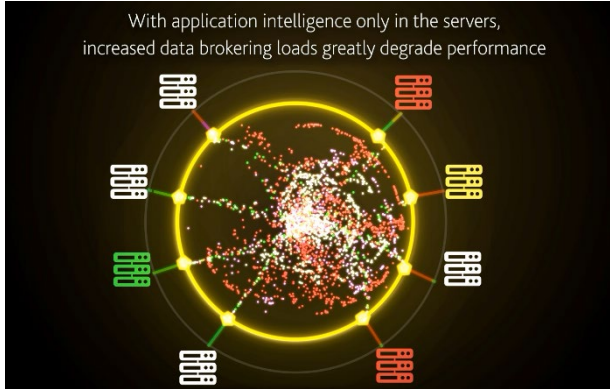 With application intelligence only in the servers,
increased data brokering loads greatly degrade performance